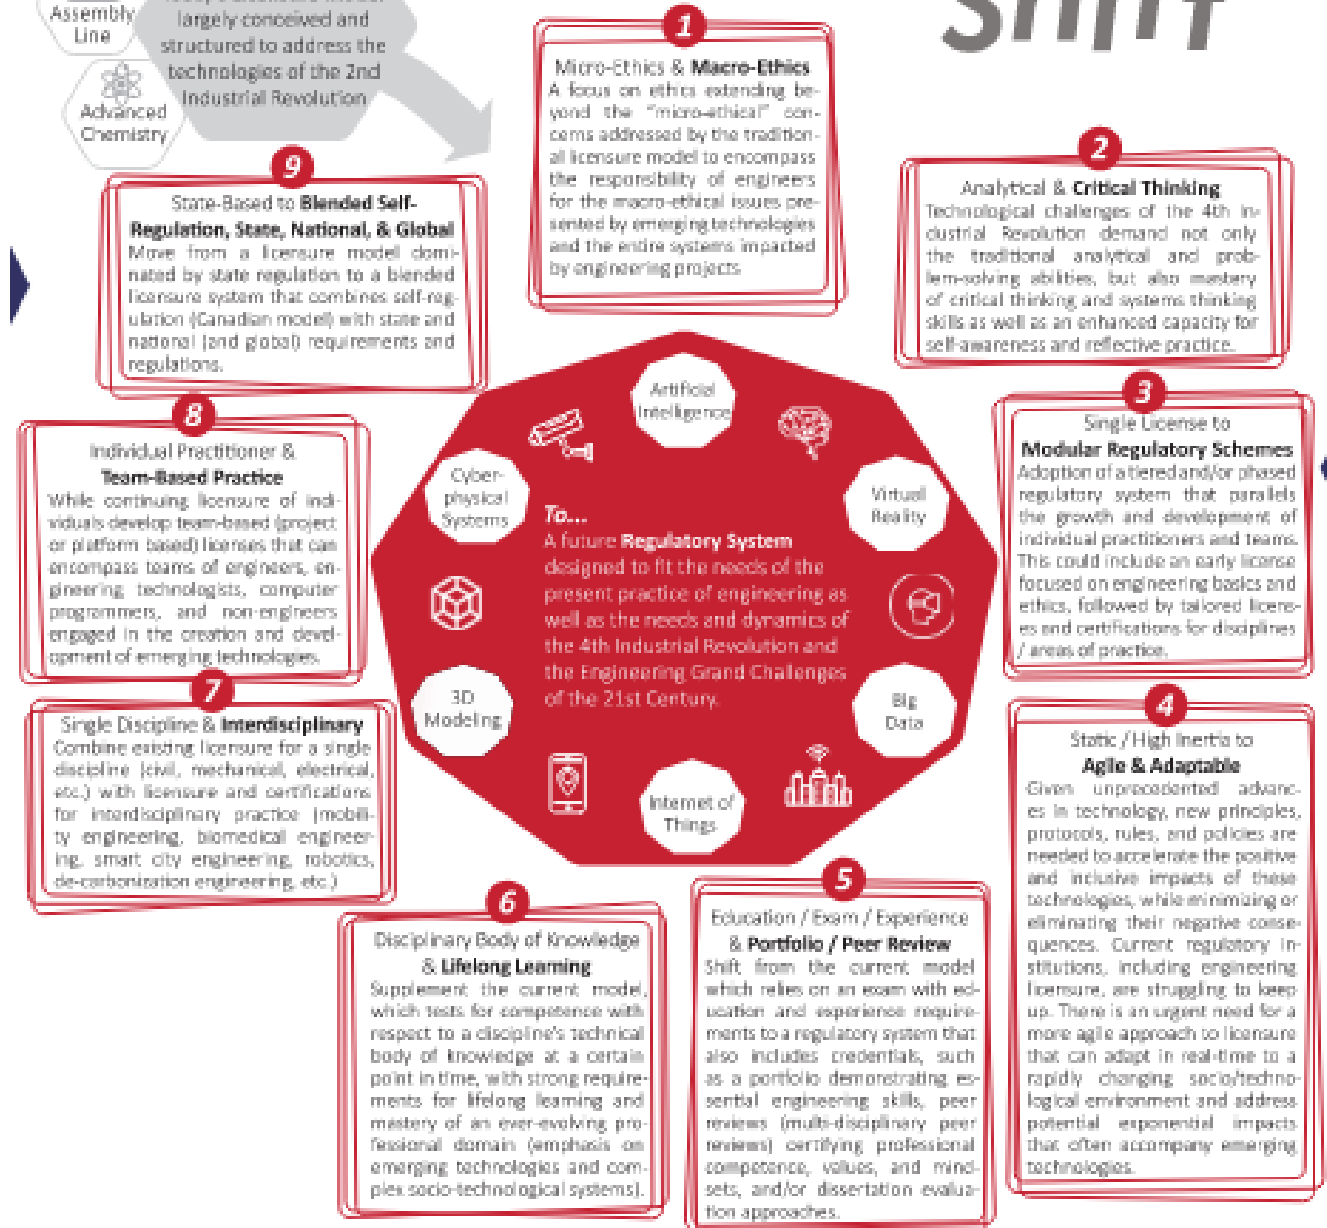 Shift
Assembly
Line
largely conceived and
structured to address the
technologies of the 2nd
Industrial Revolution
Advanced
Chemistry
1
Micro-Ethics & Macro-Ethics
A focus on ethics extending be-
yond the "micro-ethical" con-
cerns addressed by the tradition-
al licensure model to encompass
the responsibility of engineers
for the macro-ethical issues pre-
sented by emerging technologies
and the entire systems impacted
by engineering projects
2
Analytical & Critical Thinking
Technological challenges of the 4th In-
dustrial Revolution demand not only
the traditional analytical and prob-
lem-solving abilities, but also mastery
of critical thinking and systems thinking
skills as well as an enhanced capacity for
self-awareness and reflective practice.
3
Single License to
Modular Regulatory Schemes
Adoption of a tiered and/or phased
regulatory system that parallels
the growth and development of
individual practitioners and teams.
This could include an early license
focused on engineering basics and
ethics, followed by tailored licens-
es and certifications for disciplines
/ areas of practice.
4
Static / High Inertia to
Agile & Adaptable
Given unprecedented advanc-
es in technology, new principles,
protocols, rules, and policies are
needed to accelerate the positive
and inclusive impacts of these
technologies, while minimizing or
eliminating their negative conse-
quences. Current regulatory in-
stitutions, including engineering
licensure, are struggling to keep
up. There is an urgent need for a
more agile approach to licensure
that can adapt in real-time to a
rapidly changing socio/techno-
logical environment and address
potential exponential impacts
that often accompany emerging
technologies.
5
Education / Exam / Experience
& Portfolio / Peer Review
Shift from the current model
which relies on an exam with ed-
ucation and experience require-
ments to a regulatory system that
also includes credentials, such
as a portfolio demonstrating es-
sential engineering skills, peer
reviews (multi-disciplinary peer
reviews) certifying professional
competence, values, and mind-
sets, and/or dissertation evalua-
tion approaches.
6
Disciplinary Body of Knowledge
& Lifelong Learning
Supplement the current model,
which tests for competence with
respect to a discipline's technical
body of knowledge at a certain
point in time, with strong require-
ments for lifelong learning and
mastery of an ever-evolving pro-
fessional domain (emphasis on
emerging technologies and com-
plex socio-technological systems).
7
Single Discipline & Interdisciplinary
Combine existing licensure for a single
discipline (civil, mechanical, electrical,
etc.) with licensure and certifications
for interdisciplinary practice (mobili-
ty engineering, biomedical engineer-
ing, smart city engineering, robotics,
de-carbonization engineering, etc.)
8
Individual Practitioner &
Team-Based Practice
While continuing licensure of indi-
viduals develop team-based (project
or platform based) licenses that can
encompass teams of engineers, en-
gineering technologists, computer
programmers, and non-engineers
engaged in the creation and devel-
opment of emerging technologies.
9
State-Based to Blended Self-
Regulation, State, National, & Global
Move from a licensure model domi-
nated by state regulation to a blended
licensure system that combines self-reg-
ulation (Canadian model) with state and
national (and global) requirements and
regulations.
Artificial
Intelligence
Virtual
Reality
Big
Data
Internet of
Things
3D
Modeling
Cyber-
physical
Systems
To...
A future Regulatory System
designed to fit the needs of the
present practice of engineering as
well as the needs and dynamics of
the 4th Industrial Revolution and
the Engineering Grand Challenges
of the 21st Century.